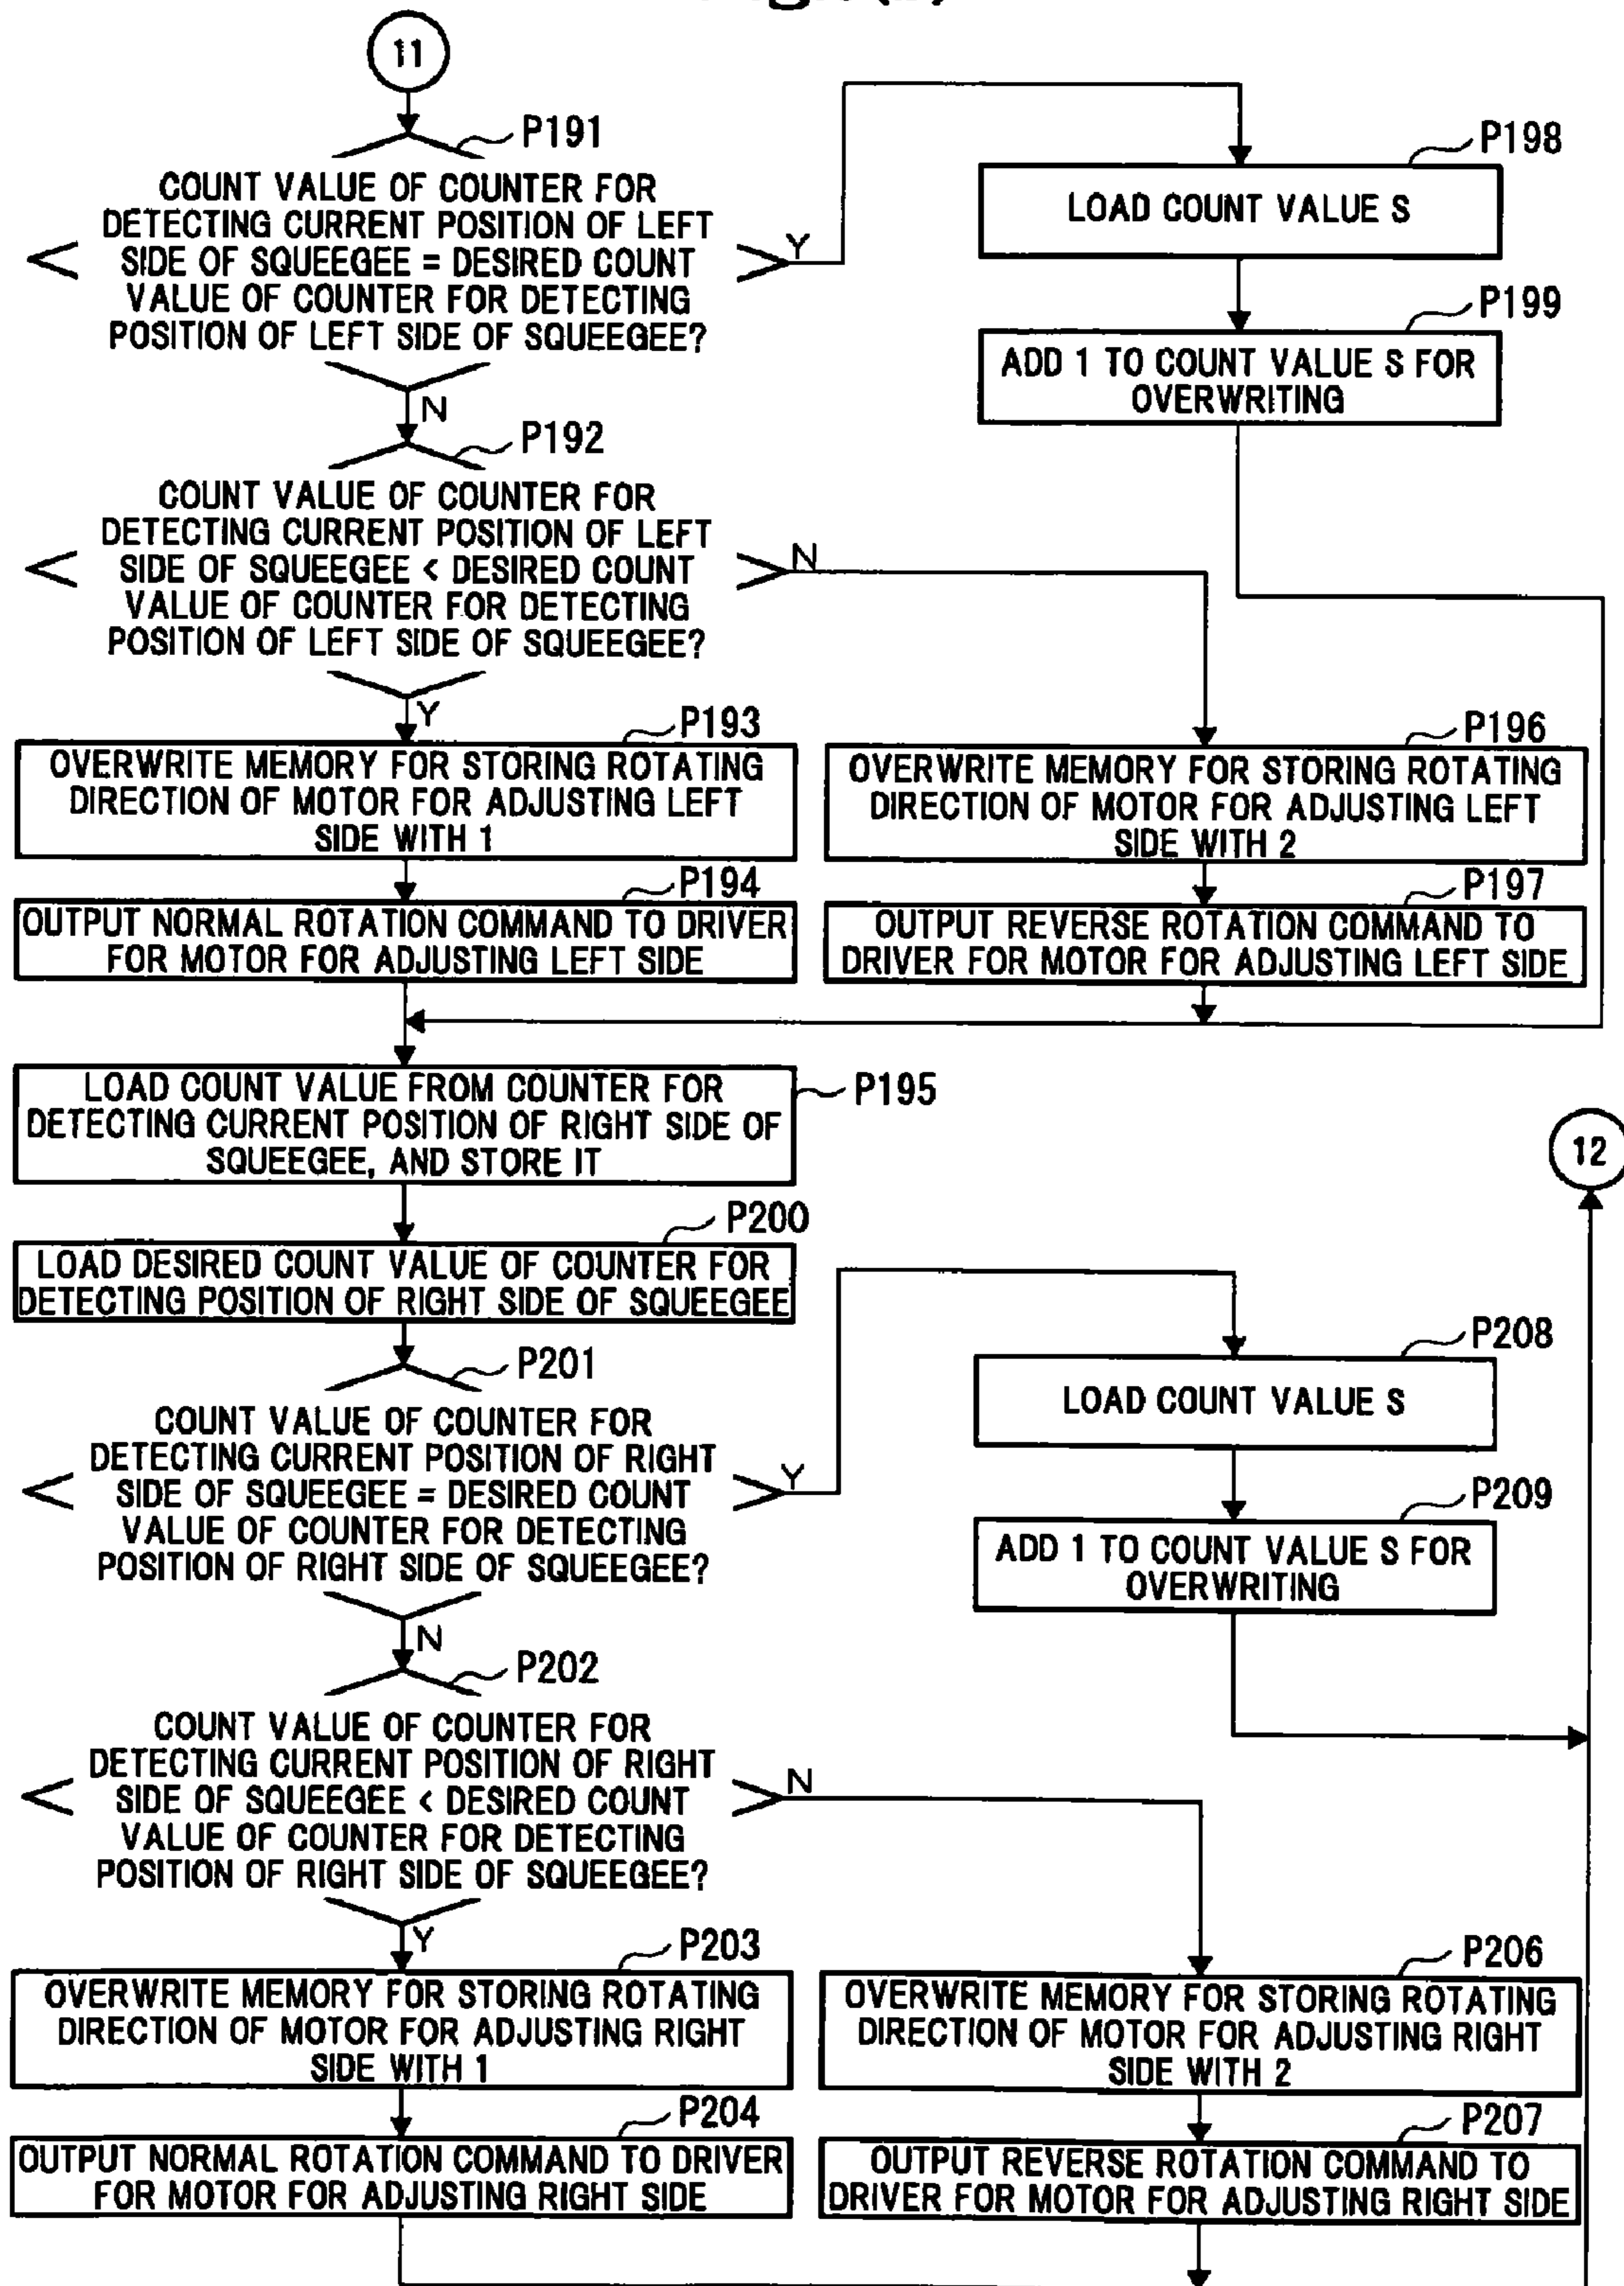 11
P191
COUNT VALUE OF COUNTER FOR
DETECTING CURRENT POSITION OF LEFT
SIDE OF SQUEEGEE = DESIRED COUNT
VALUE OF COUNTER FOR DETECTING
POSITION OF LEFT SIDE OF SQUEEGEE?
Y
N
P198
LOAD COUNT VALUE S
P199
ADD 1 TO COUNT VALUE S FOR
OVERWRITING
P192
COUNT VALUE OF COUNTER FOR
DETECTING CURRENT POSITION OF LEFT
SIDE OF SQUEEGEE < DESIRED COUNT
VALUE OF COUNTER FOR DETECTING
POSITION OF LEFT SIDE OF SQUEEGEE?
N
Y
P193
OVERWRITE MEMORY FOR STORING ROTATING
DIRECTION OF MOTOR FOR ADJUSTING LEFT
SIDE WITH 1
P194
OUTPUT NORMAL ROTATION COMMAND TO DRIVER
FOR MOTOR FOR ADJUSTING LEFT SIDE
P196
OVERWRITE MEMORY FOR STORING ROTATING
DIRECTION OF MOTOR FOR ADJUSTING LEFT
SIDE WITH 2
P197
OUTPUT REVERSE ROTATION COMMAND TO
DRIVER FOR MOTOR FOR ADJUSTING LEFT SIDE
P195
LOAD COUNT VALUE FROM COUNTER FOR
DETECTING CURRENT POSITION OF RIGHT SIDE OF
SQUEEGEE, AND STORE IT
12
P200
LOAD DESIRED COUNT VALUE OF COUNTER FOR
DETECTING POSITION OF RIGHT SIDE OF SQUEEGEE
P201
COUNT VALUE OF COUNTER FOR
DETECTING CURRENT POSITION OF RIGHT
SIDE OF SQUEEGEE = DESIRED COUNT
VALUE OF COUNTER FOR DETECTING
POSITION OF RIGHT SIDE OF SQUEEGEE?
Y
N
P208
LOAD COUNT VALUE S
P209
ADD 1 TO COUNT VALUE S FOR
OVERWRITING
P202
COUNT VALUE OF COUNTER FOR
DETECTING CURRENT POSITION OF RIGHT
SIDE OF SQUEEGEE < DESIRED COUNT
VALUE OF COUNTER FOR DETECTING
POSITION OF RIGHT SIDE OF SQUEEGEE?
N
Y
P203
OVERWRITE MEMORY FOR STORING ROTATING
DIRECTION OF MOTOR FOR ADJUSTING RIGHT
SIDE WITH 1
P204
OUTPUT NORMAL ROTATION COMMAND TO DRIVER
FOR MOTOR FOR ADJUSTING RIGHT SIDE
P206
OVERWRITE MEMORY FOR STORING ROTATING
DIRECTION OF MOTOR FOR ADJUSTING RIGHT
SIDE WITH 2
P207
OUTPUT REVERSE ROTATION COMMAND TO
DRIVER FOR MOTOR FOR ADJUSTING RIGHT SIDE